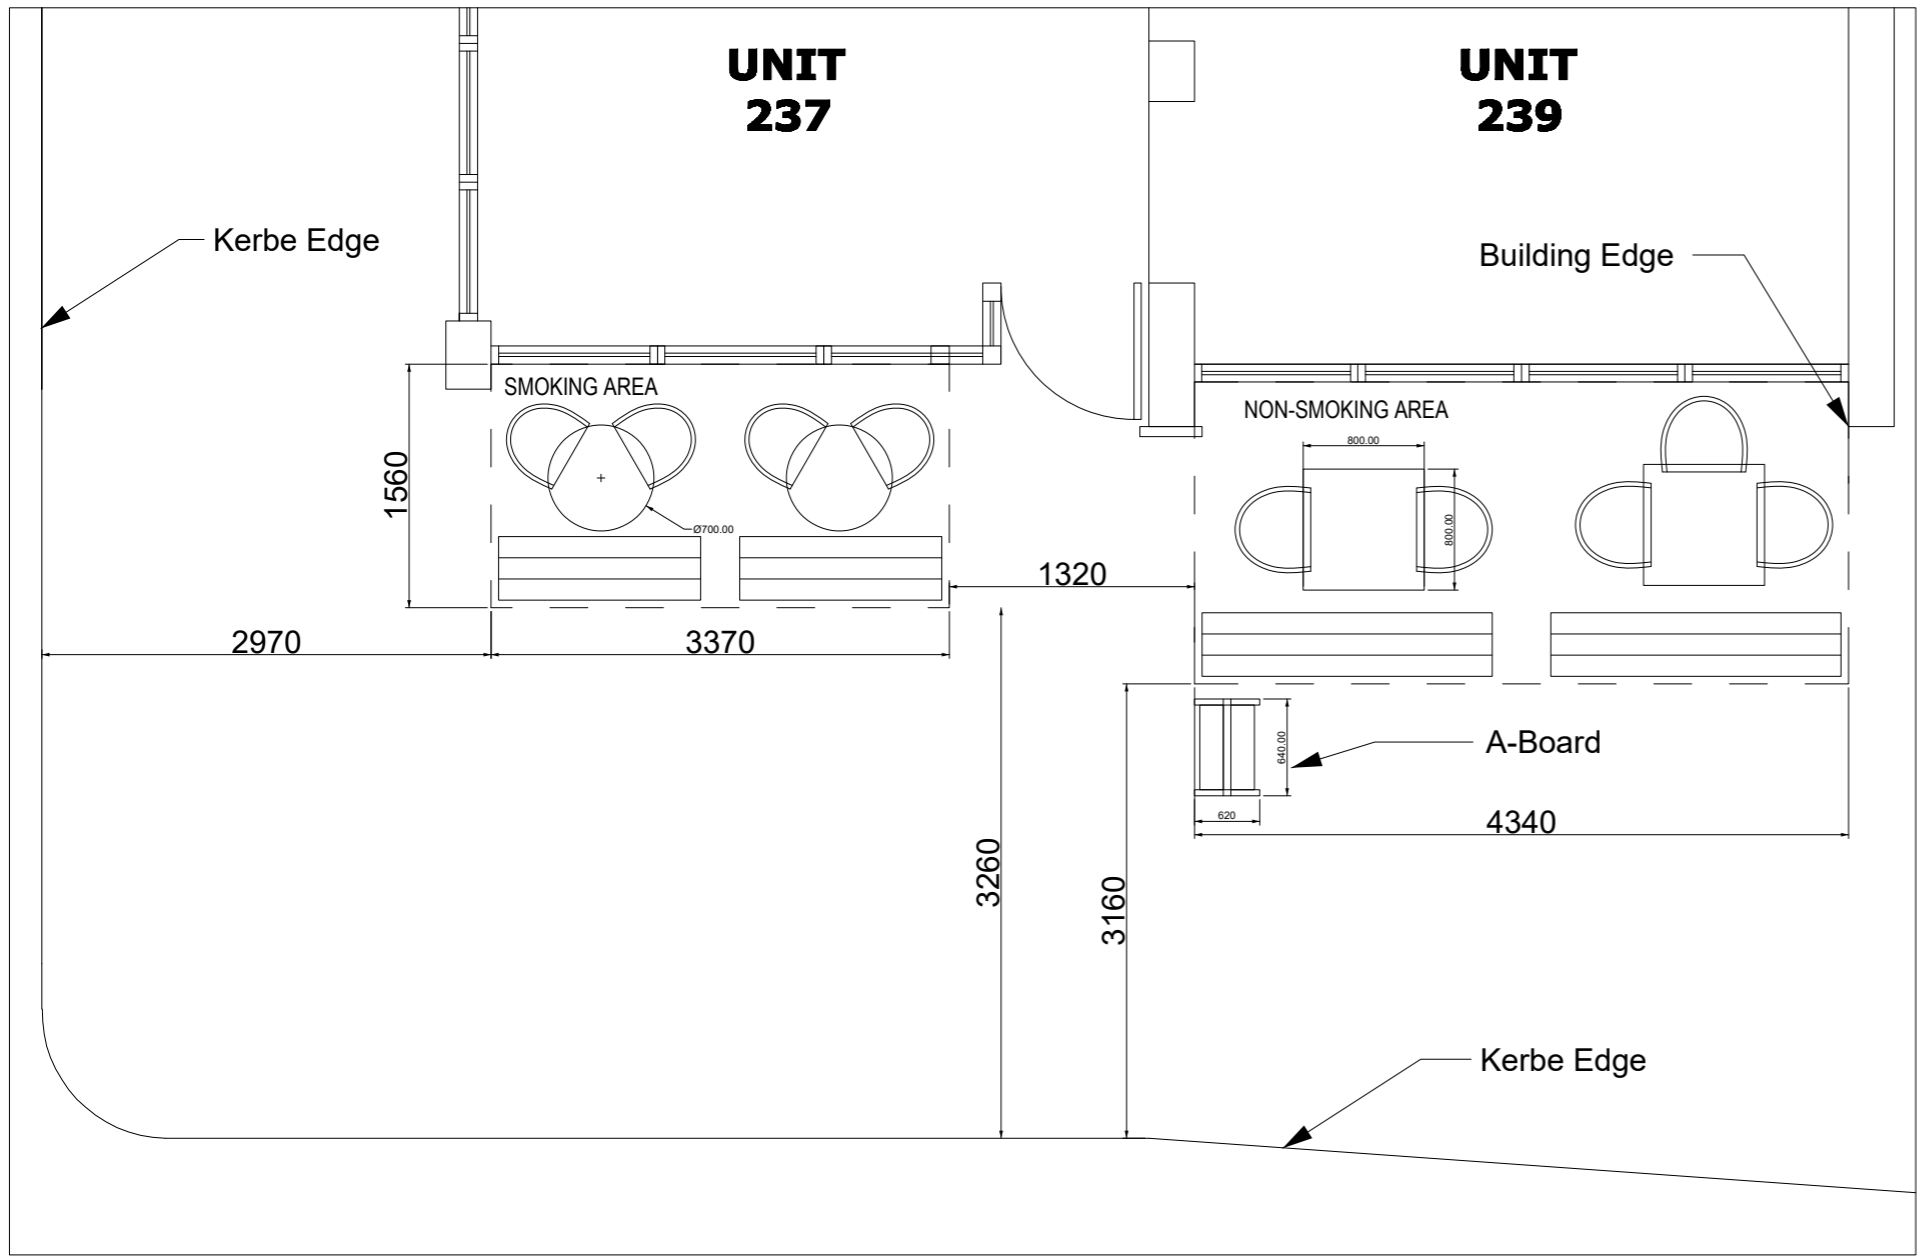 UNIT
237
UNIT
239
Kerbe Edge
Building Edge
SMOKING AREA
NON-SMOKING AREA
800.00
1560
800.00
Ø700.00
1320
2970
3370
640.00
A-Board
620
4340
3260
3160
Kerbe Edge